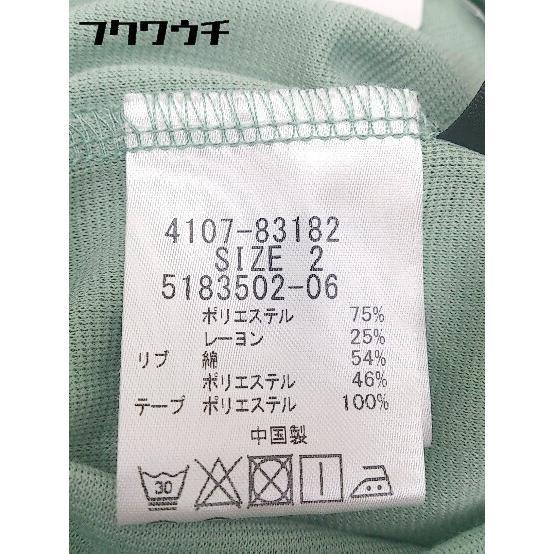 フクワウチ
4107-83182
SIZE 2
5183502-06
ポリエステル 75%
レーヨン 25%
リブ 綿 54%
ポリエステル 46%
テープ ポリエステル 100%
中国製
30